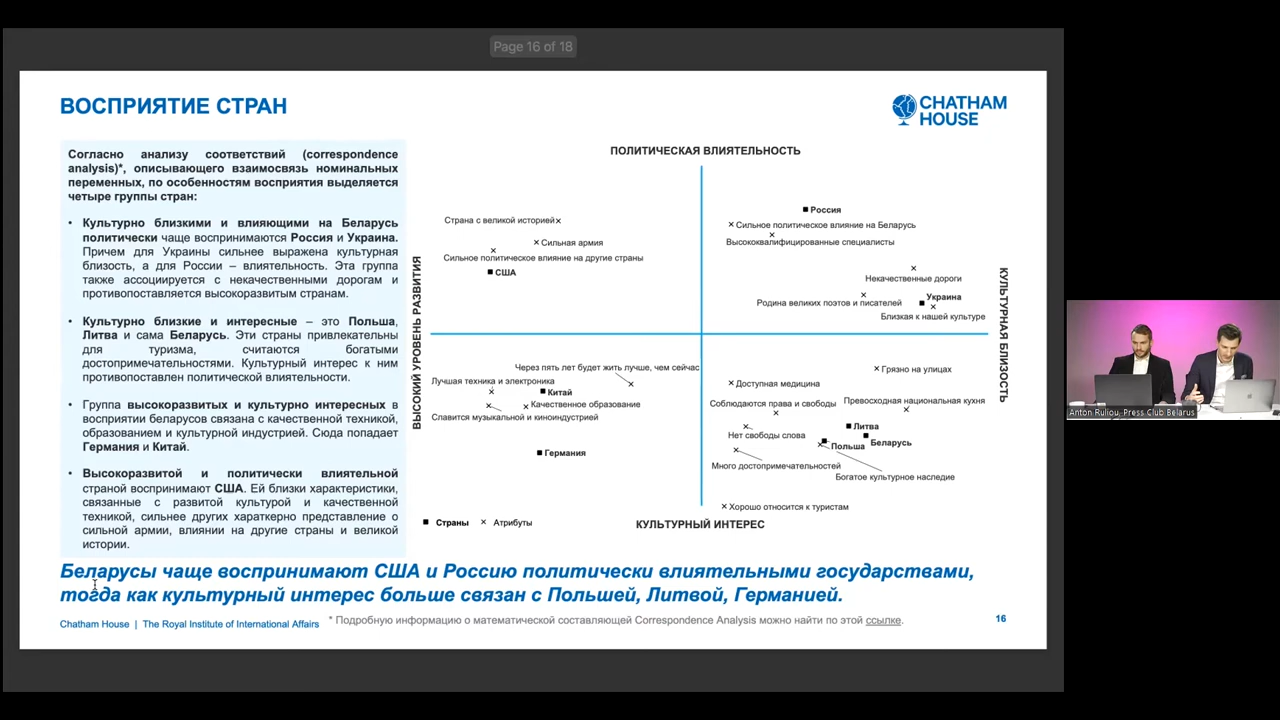 Page 16 of 18
ВОСПРИЯТИЕ СТРАН
CHATHAM
HOUSE
Согласно анализу соответствий (correspondence
analysis)*, описывающего взаимосвязь номинальных
переменных, по особенностям восприятия выделяется
четыре группы стран:
• Культурно близкими и влияющими на Беларусь
политически чаще воспринимаются Россия и Украина.
Причем для Украины сильнее выражена культурная
близость, а для России – влиятельность. Эта группа
также ассоциируется с некачественными дорогам и
противопоставляется высокоразвитым странам.
• Культурно близкие и интересные – это Польша,
Литва и сама Беларусь. Эти страны привлекательны
для туризма, считаются богатыми
достопримечательностями. Культурный интерес к ним
противопоставлен политической влиятельности.
• Группа высокоразвитых и культурно интересных в
восприятии беларусов связана с качественной техникой,
образованием и культурной индустрией. Сюда попадает
Германия и Китай.
• Высокоразвитой и политически влиятельной
страной воспринимают США. Ей близки характеристики,
связанные с развитой культурой и качественной
техникой, сильнее других хараткерно представление о
сильной армии, влиянии на другие страны и великой
истории.
ПОЛИТИЧЕСКАЯ ВЛИЯТЕЛЬНОСТЬ
ВЫСОКИЙ УРОВЕНЬ РАЗВИТИЯ
КУЛЬТУРНАЯ БЛИЗОСТЬ
Страна с великой историей
Сильная армия
Сильное политическое влияние на другие страны
США
Россия
Сильное политическое влияние на Беларусь
Высококвалифицированные специалисты
Некачественные дороги
Украина
Родина великих поэтов и писателей
Близкая к нашей культуре
Через пять лет будет жить лучше, чем сейчас
Лучшая техника и электроника
Китай
Качественное образование
Славится музыкальной и киноиндустрией
Германия
Грязно на улицах
Доступная медицина
Соблюдаются права и свободы
Превосходная национальная кухня
Литва
Нет свободы слова
Польша
Беларусь
Много достопримечательностей
Богатое культурное наследие
Хорошо относится к туристам
Страны
Атрибуты
КУЛЬТУРНЫЙ ИНТЕРЕС
Беларусы чаще воспринимают США и Россию политически влиятельными государствами,
тогда как культурный интерес больше связан с Польшей, Литвой, Германией.
Chatham House | The Royal Institute of International Affairs
* Подробную информацию о математической составляющей Correspondence Analysis можно найти по этой ссылке.
16
Anton Ruliou, Press Club Belarus